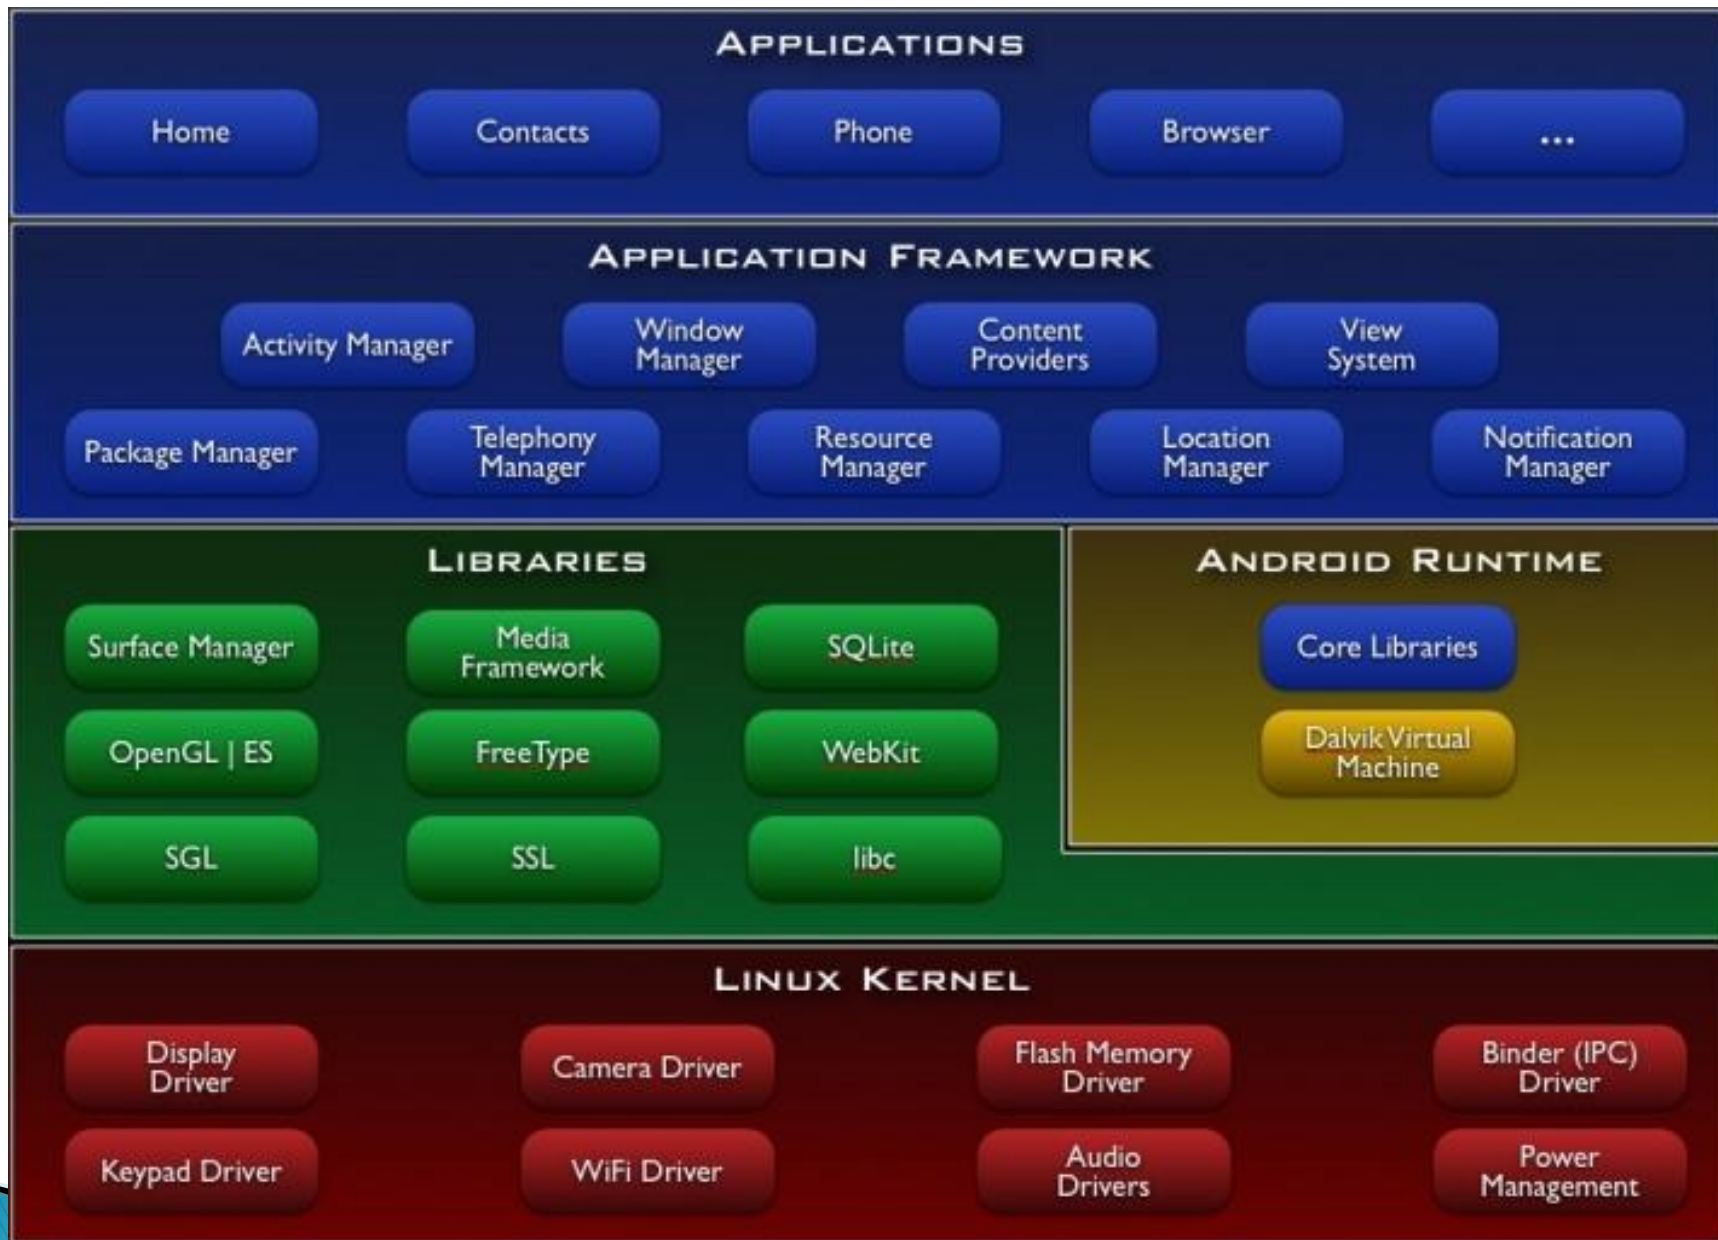 APPLICATIONS
Home
Contacts
Phone
Browser
...
APPLICATION FRAMEWORK
Activity Manager
Window
Manager
Content
Providers
View
System
Package Manager
Telephony
Manager
Resource
Manager
Location
Manager
Notification
Manager
LIBRARIES
Surface Manager
Media
Framework
SQLite
OpenGL | ES
FreeType
WebKit
SGL
SSL
libc
ANDROID RUNTIME
Core Libraries
Dalvik Virtual
Machine
LINUX KERNEL
Display
Driver
Camera Driver
Flash Memory
Driver
Binder (IPC)
Driver
Keypad Driver
WiFi Driver
Audio
Drivers
Power
Management